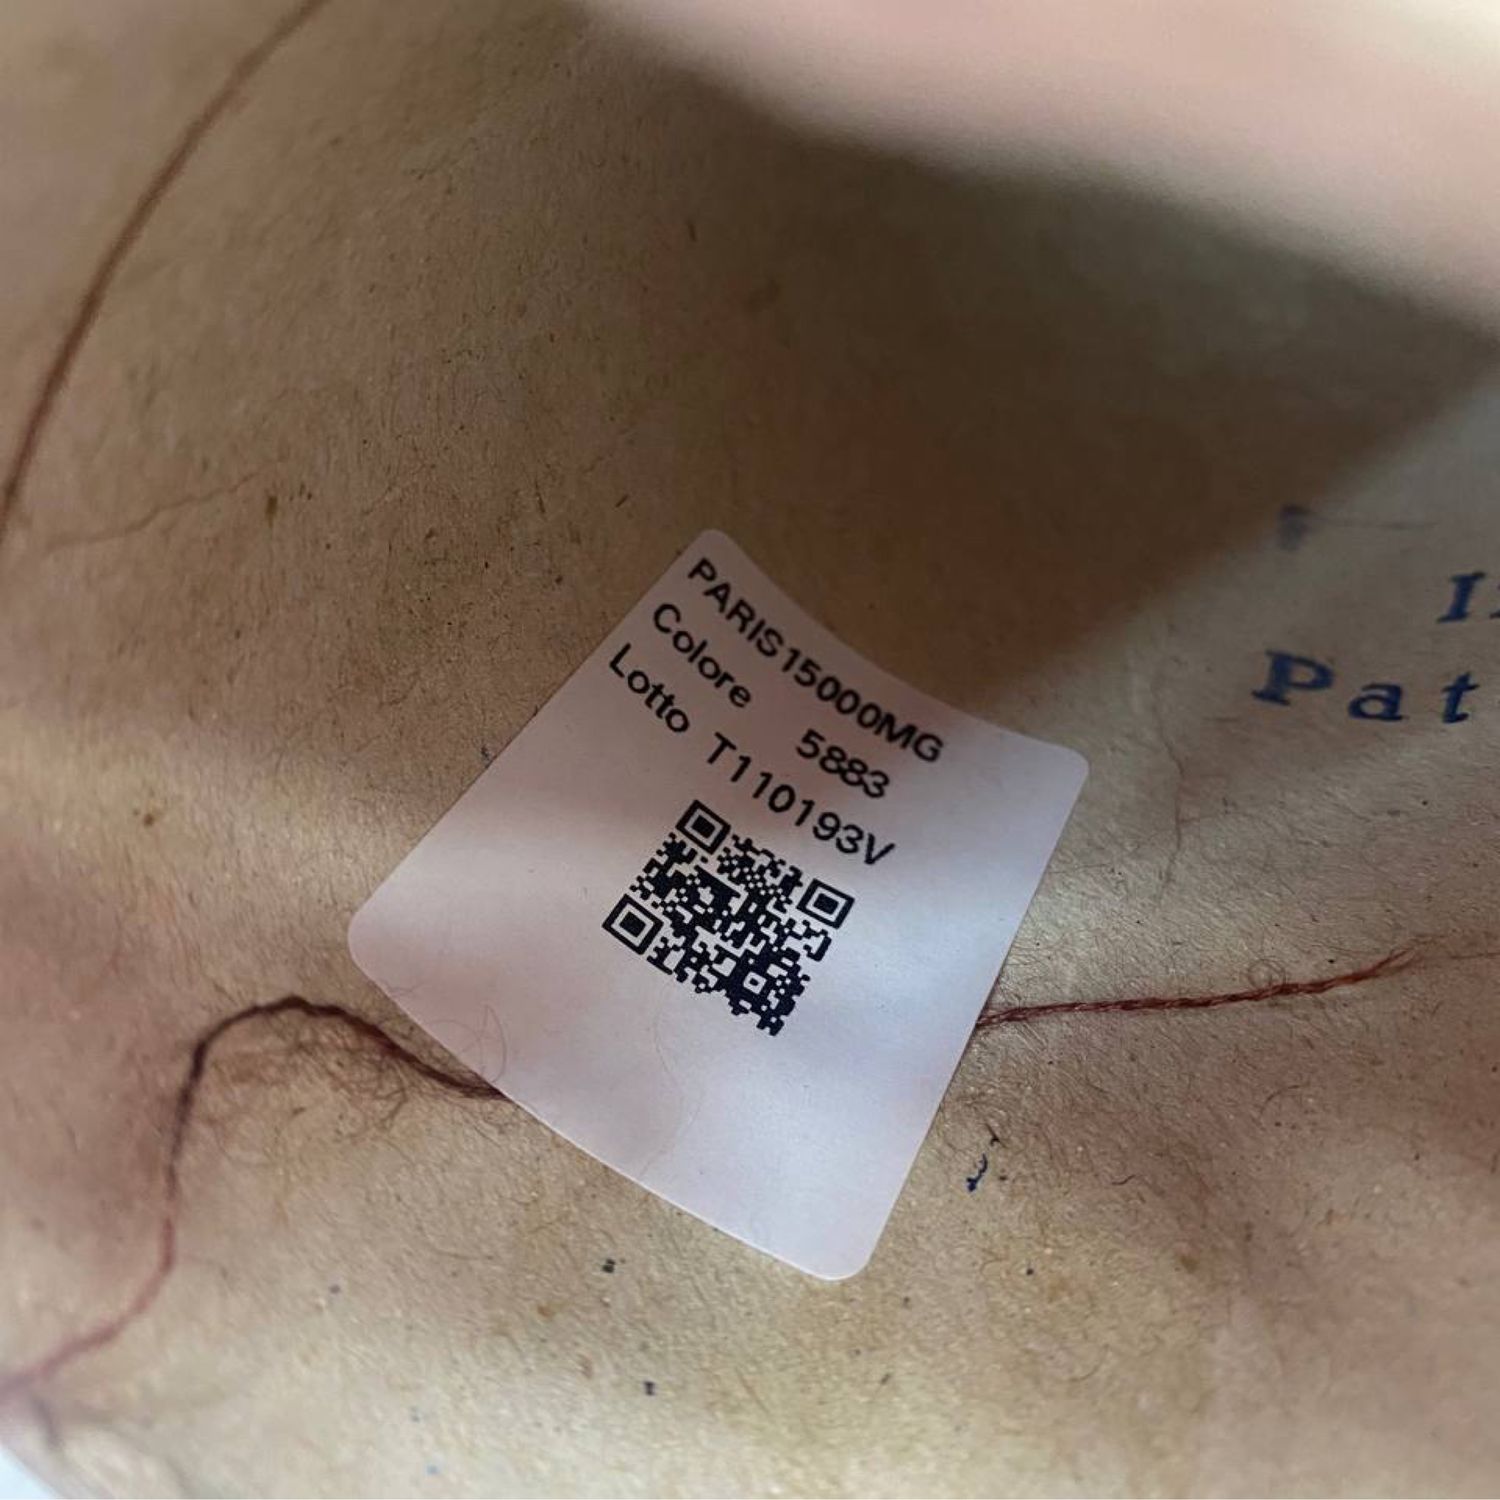 PARIS15000MG
Colore 5883
Lotto T110193V
Pat